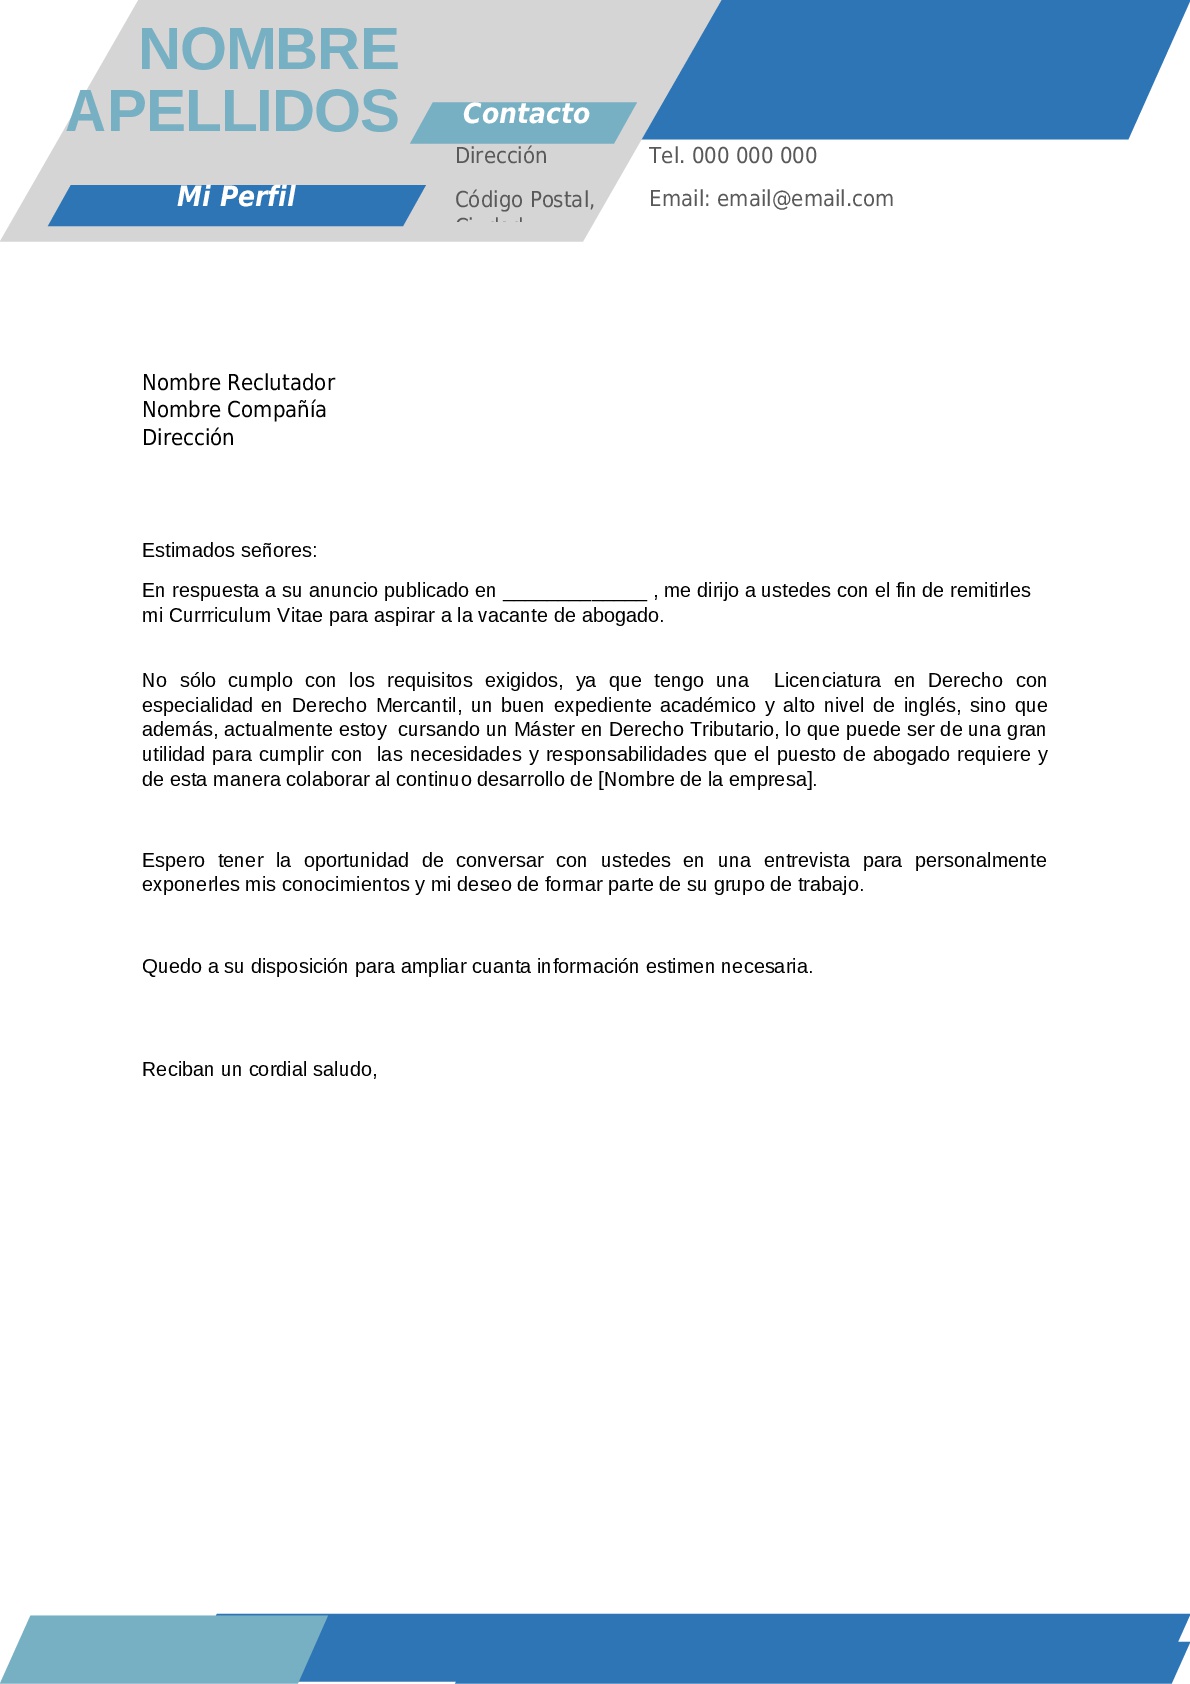 NOMBRE
APELLIDOS
Contacto
Dirección
Tel. 000 000 000
Mi Perfil
Código Postal,
Email: email@email.com
Nombre Reclutador
Nombre Compañía
Dirección
Estimados señores:
En respuesta a su anuncio publicado en _____________ , me dirijo a ustedes con el fin de remitirles
mi Currriculum Vitae para aspirar a la vacante de abogado.
No sólo cumplo con los requisitos exigidos, ya que tengo una  Licenciatura en Derecho con
especialidad en Derecho Mercantil, un buen expediente académico y alto nivel de inglés, sino que
además, actualmente estoy  cursando un Máster en Derecho Tributario, lo que puede ser de una gran
utilidad para cumplir con  las necesidades y responsabilidades que el puesto de abogado requiere y
de esta manera colaborar al continuo desarrollo de [Nombre de la empresa].
Espero tener la oportunidad de conversar con ustedes en una entrevista para personalmente
exponerles mis conocimientos y mi deseo de formar parte de su grupo de trabajo.
Quedo a su disposición para ampliar cuanta información estimen necesaria.
Reciban un cordial saludo,